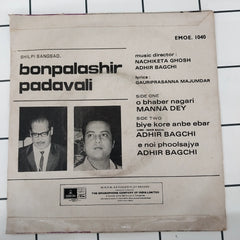 EMOE. 1040
SHILPI SANGSAD.
bonpalashir
padavali
music director :
NACHIKETA GHOSH
ADHIR BAGCHI
lyrics :
GAURIPRASANNA MAJUMDAR
SIDE ONE
o bhaber nagari
MANNA DEY
SIDE TWO
biye kore anbe ebar
ADHIR BAGCHI
e noi phoolsajya
ADHIR BAGCHI
THE GRAMOPHONE COMPANY OF INDIA LIMITED